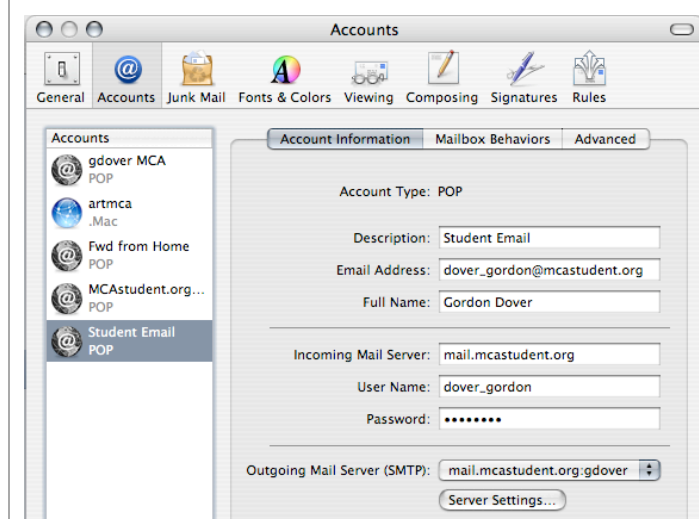 Accounts
General Accounts Junk Mail Fonts & Colors Viewing Composing Signatures Rules
Accounts
gdover MCA
POP
artmca
.Mac
Fwd from Home
POP
MCAstudent.org...
POP
Student Email
POP
Account Information Mailbox Behaviors Advanced
Account Type: POP
Description: Student Email
Email Address: dover_gordon@mcastudent.org
Full Name: Gordon Dover
Incoming Mail Server: mail.mcastudent.org
User Name: dover_gordon
Password: ••••••••
Outgoing Mail Server (SMTP): mail.mcastudent.org:gdover
Server Settings...